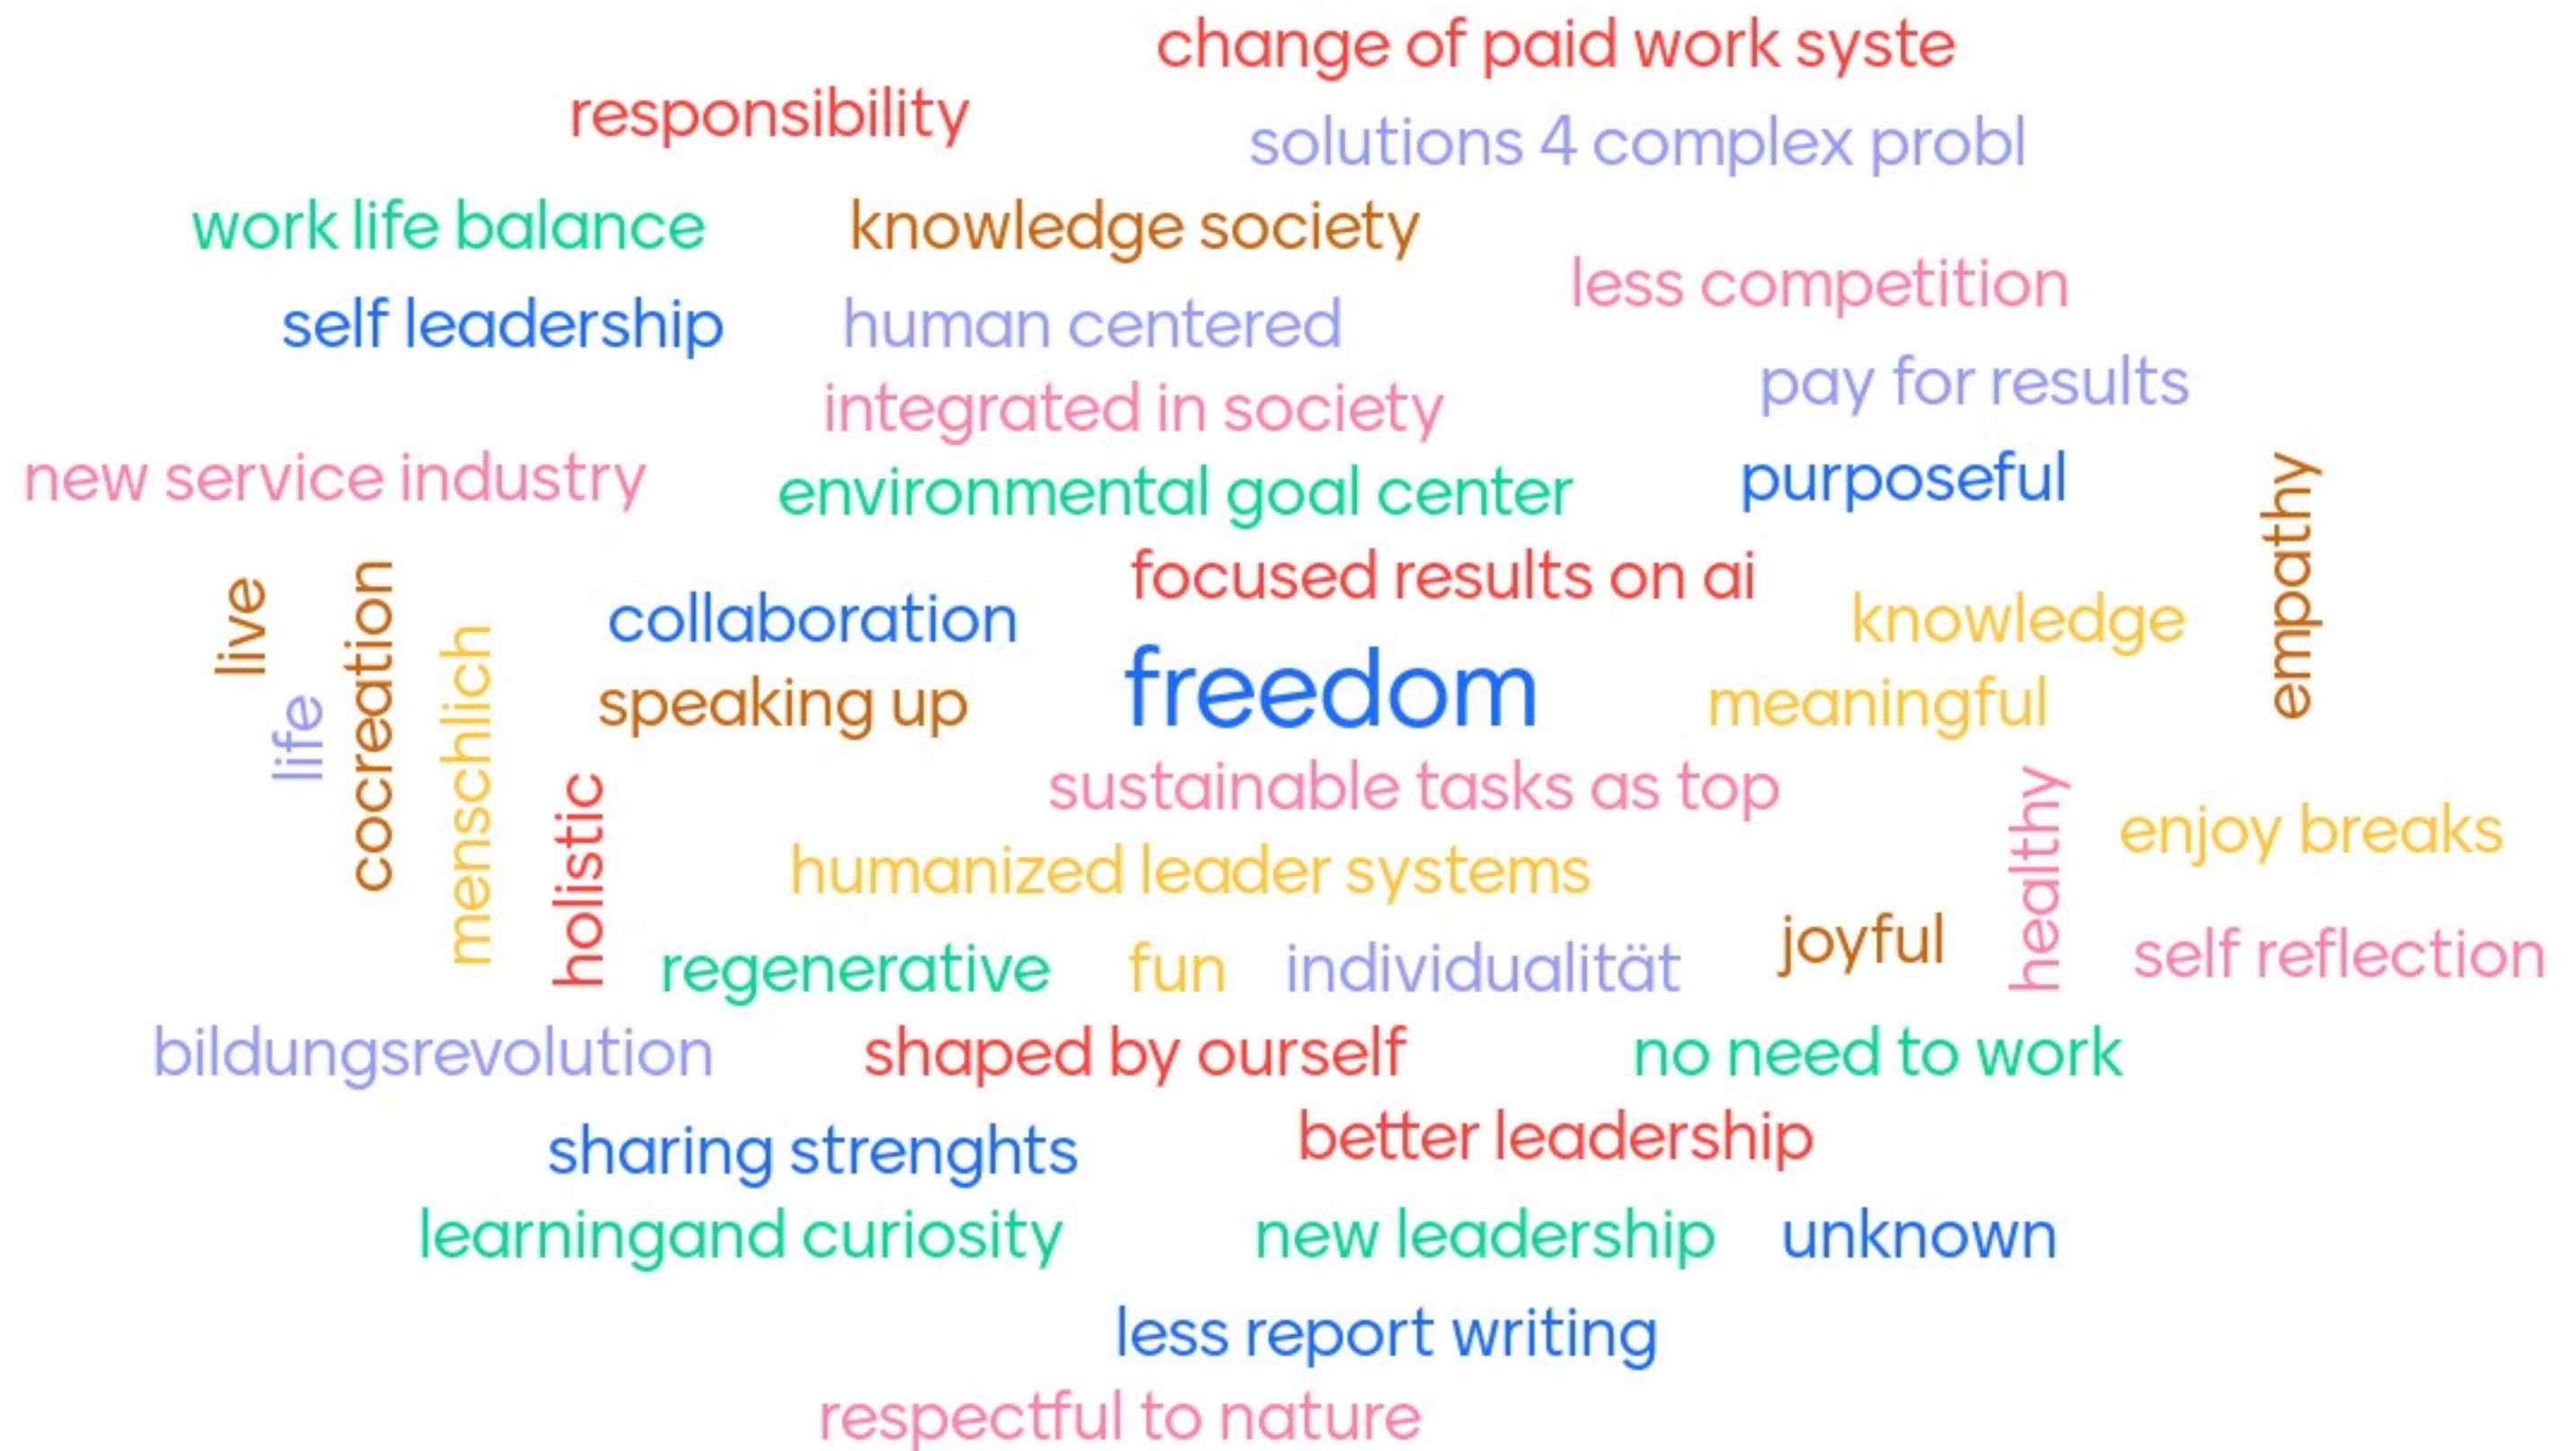 change of paid work syste
responsibility
solutions 4 complex probl
work life balance
knowledge society
less competition
self leadership
human centered
pay for results
integrated in society
new service industry
environmental goal center
purposeful
empathy
focused results on ai
live
cocreation
collaboration
knowledge
menschlich
freedom
speaking up
meaningful
life
sustainable tasks as top
holistic
healthy
enjoy breaks
humanized leader systems
joyful
regenerative
fun
individualität
self reflection
bildungsrevolution
shaped by ourself
no need to work
sharing strenghts
better leadership
learningand curiosity
new leadership
unknown
less report writing
respectful to nature